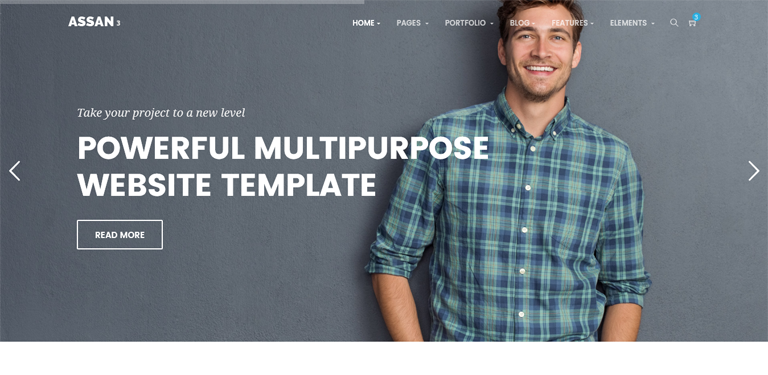 ASSAN 3
HOME PAGES PORTFOLIO BLOG FEATURES ELEMENTS 3
Take your project to a new level
POWERFUL MULTIPURPOSE
WEBSITE TEMPLATE
READ MORE